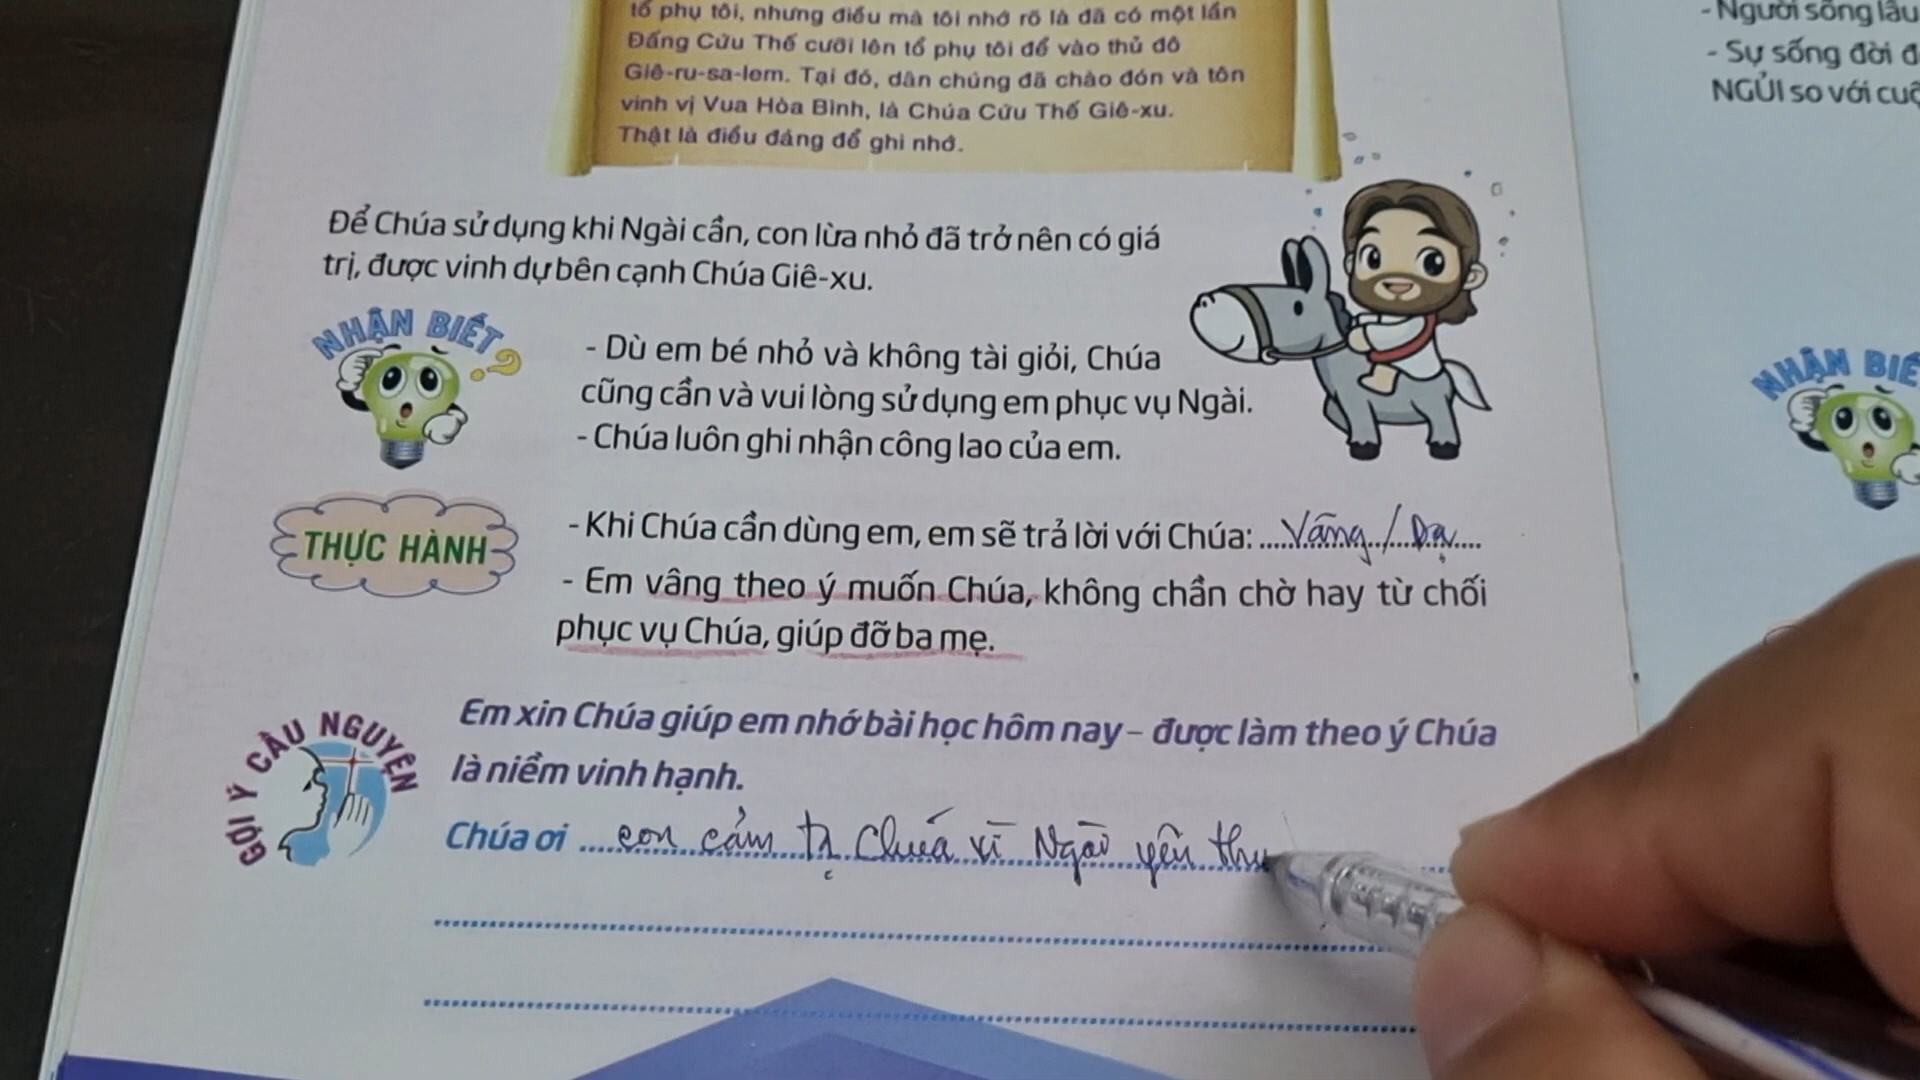 tổ phụ tôi, nhưng điều mà tôi nhớ rõ là đã có một lần
Đấng Cứu Thế cưỡi lên tổ phụ tôi để vào thủ đô
Giê-ru-sa-lem. Tại đó, dân chúng đã chào đón và tôn
vinh vị Vua Hòa Bình, là Chúa Cứu Thế Giê-xu.
Thật là điều đáng để ghi nhớ.
Để Chúa sử dụng khi Ngài cần, con lừa nhỏ đã trở nên có giá
trị, được vinh dự bên cạnh Chúa Giê-xu.
NHẬN BIẾT?
- Dù em bé nhỏ và không tài giỏi, Chúa
cũng cần và vui lòng sử dụng em phục vụ Ngài.
- Chúa luôn ghi nhận công lao của em.
THỰC HÀNH
- Khi Chúa cần dùng em, em sẽ trả lời với Chúa: ....Vâng../..Dạ....
- Em vâng theo ý muốn Chúa, không chần chờ hay từ chối
phục vụ Chúa, giúp đỡ ba mẹ.
GỢI Ý CẦU NGUYỆN
Em xin Chúa giúp em nhớ bài học hôm nay – được làm theo ý Chúa
là niềm vinh hạnh.
Chúa ơi ....con cảm tạ Chúa vì Ngài yêu thư
- Người sống lâu
- Sự sống đời đ
NGỦI so với cuộ
NHẬN BIẾ